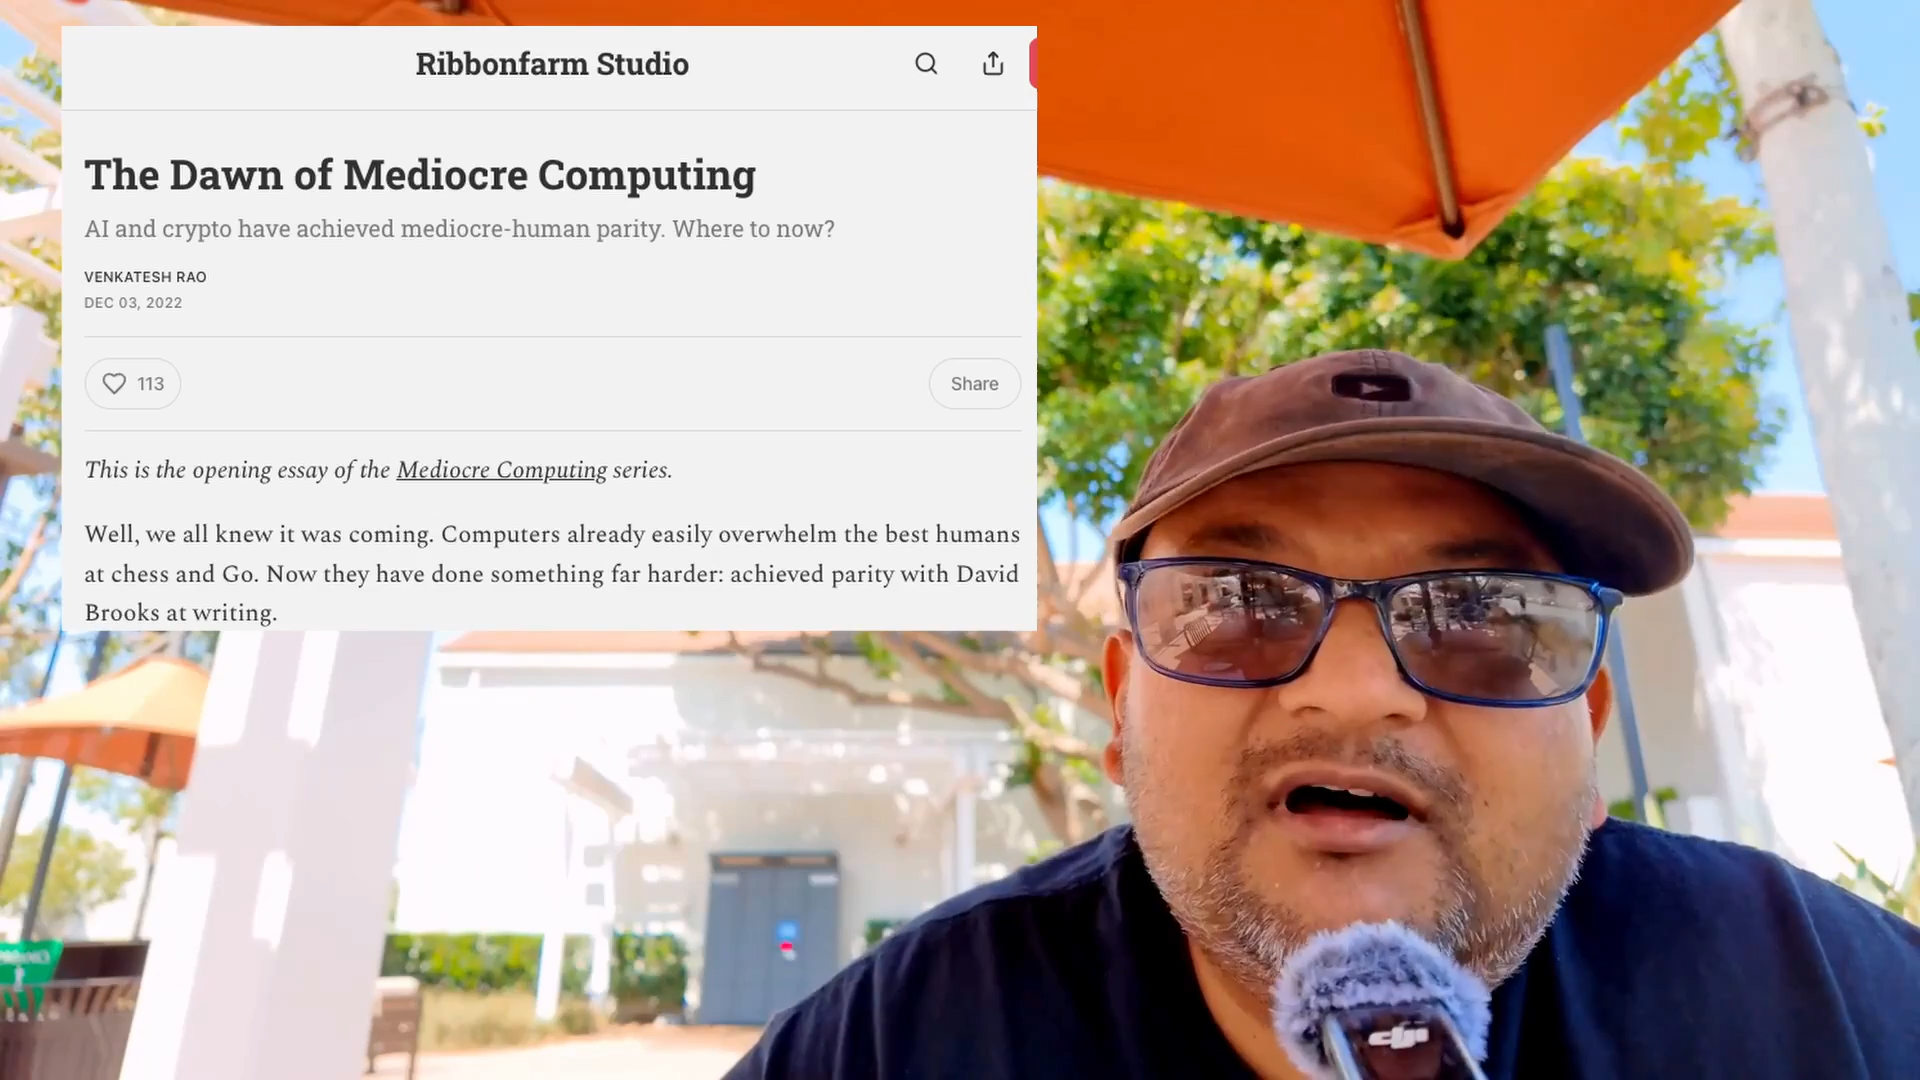 Ribbonfarm Studio
The Dawn of Mediocre Computing
AI and crypto have achieved mediocre-human parity. Where to now?
VENKATESH RAO
DEC 03, 2022
113
Share
This is the opening essay of the Mediocre Computing series.
Well, we all knew it was coming. Computers already easily overwhelm the best humans
at chess and Go. Now they have done something far harder: achieved parity with David
Brooks at writing.
dji